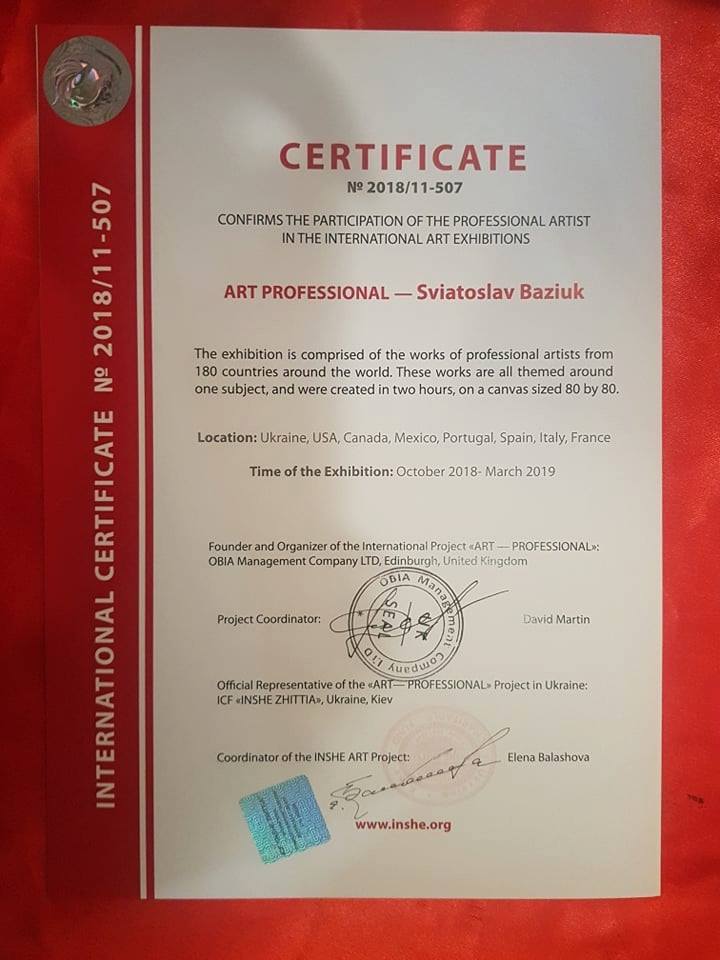 INTERNATIONAL CERTIFICATE № 2018/11-507
CERTIFICATE
№ 2018/11-507
CONFIRMS THE PARTICIPATION OF THE PROFESSIONAL ARTIST
IN THE INTERNATIONAL ART EXHIBITIONS
ART PROFESSIONAL — Sviatoslav Baziuk
The exhibition is comprised of the works of professional artists from
180 countries around the world. These works are all themed around
one subject, and were created in two hours, on a canvas sized 80 by 80.
Location: Ukraine, USA, Canada, Mexico, Portugal, Spain, Italy, France
Time of the Exhibition: October 2018- March 2019
Founder and Organizer of the International Project «ART — PROFESSIONAL»:
OBIA Management Company LTD, Edinburgh, United Kingdom
OBIA Management Company LTD
UK
SEAL
Project Coordinator:
David Martin
Official Representative of the «ART— PROFESSIONAL» Project in Ukraine:
ICF «INSHE ZHITTIA», Ukraine, Kiev
Coordinator of the INSHE ART Project:
Elena Balashova
www.inshe.org